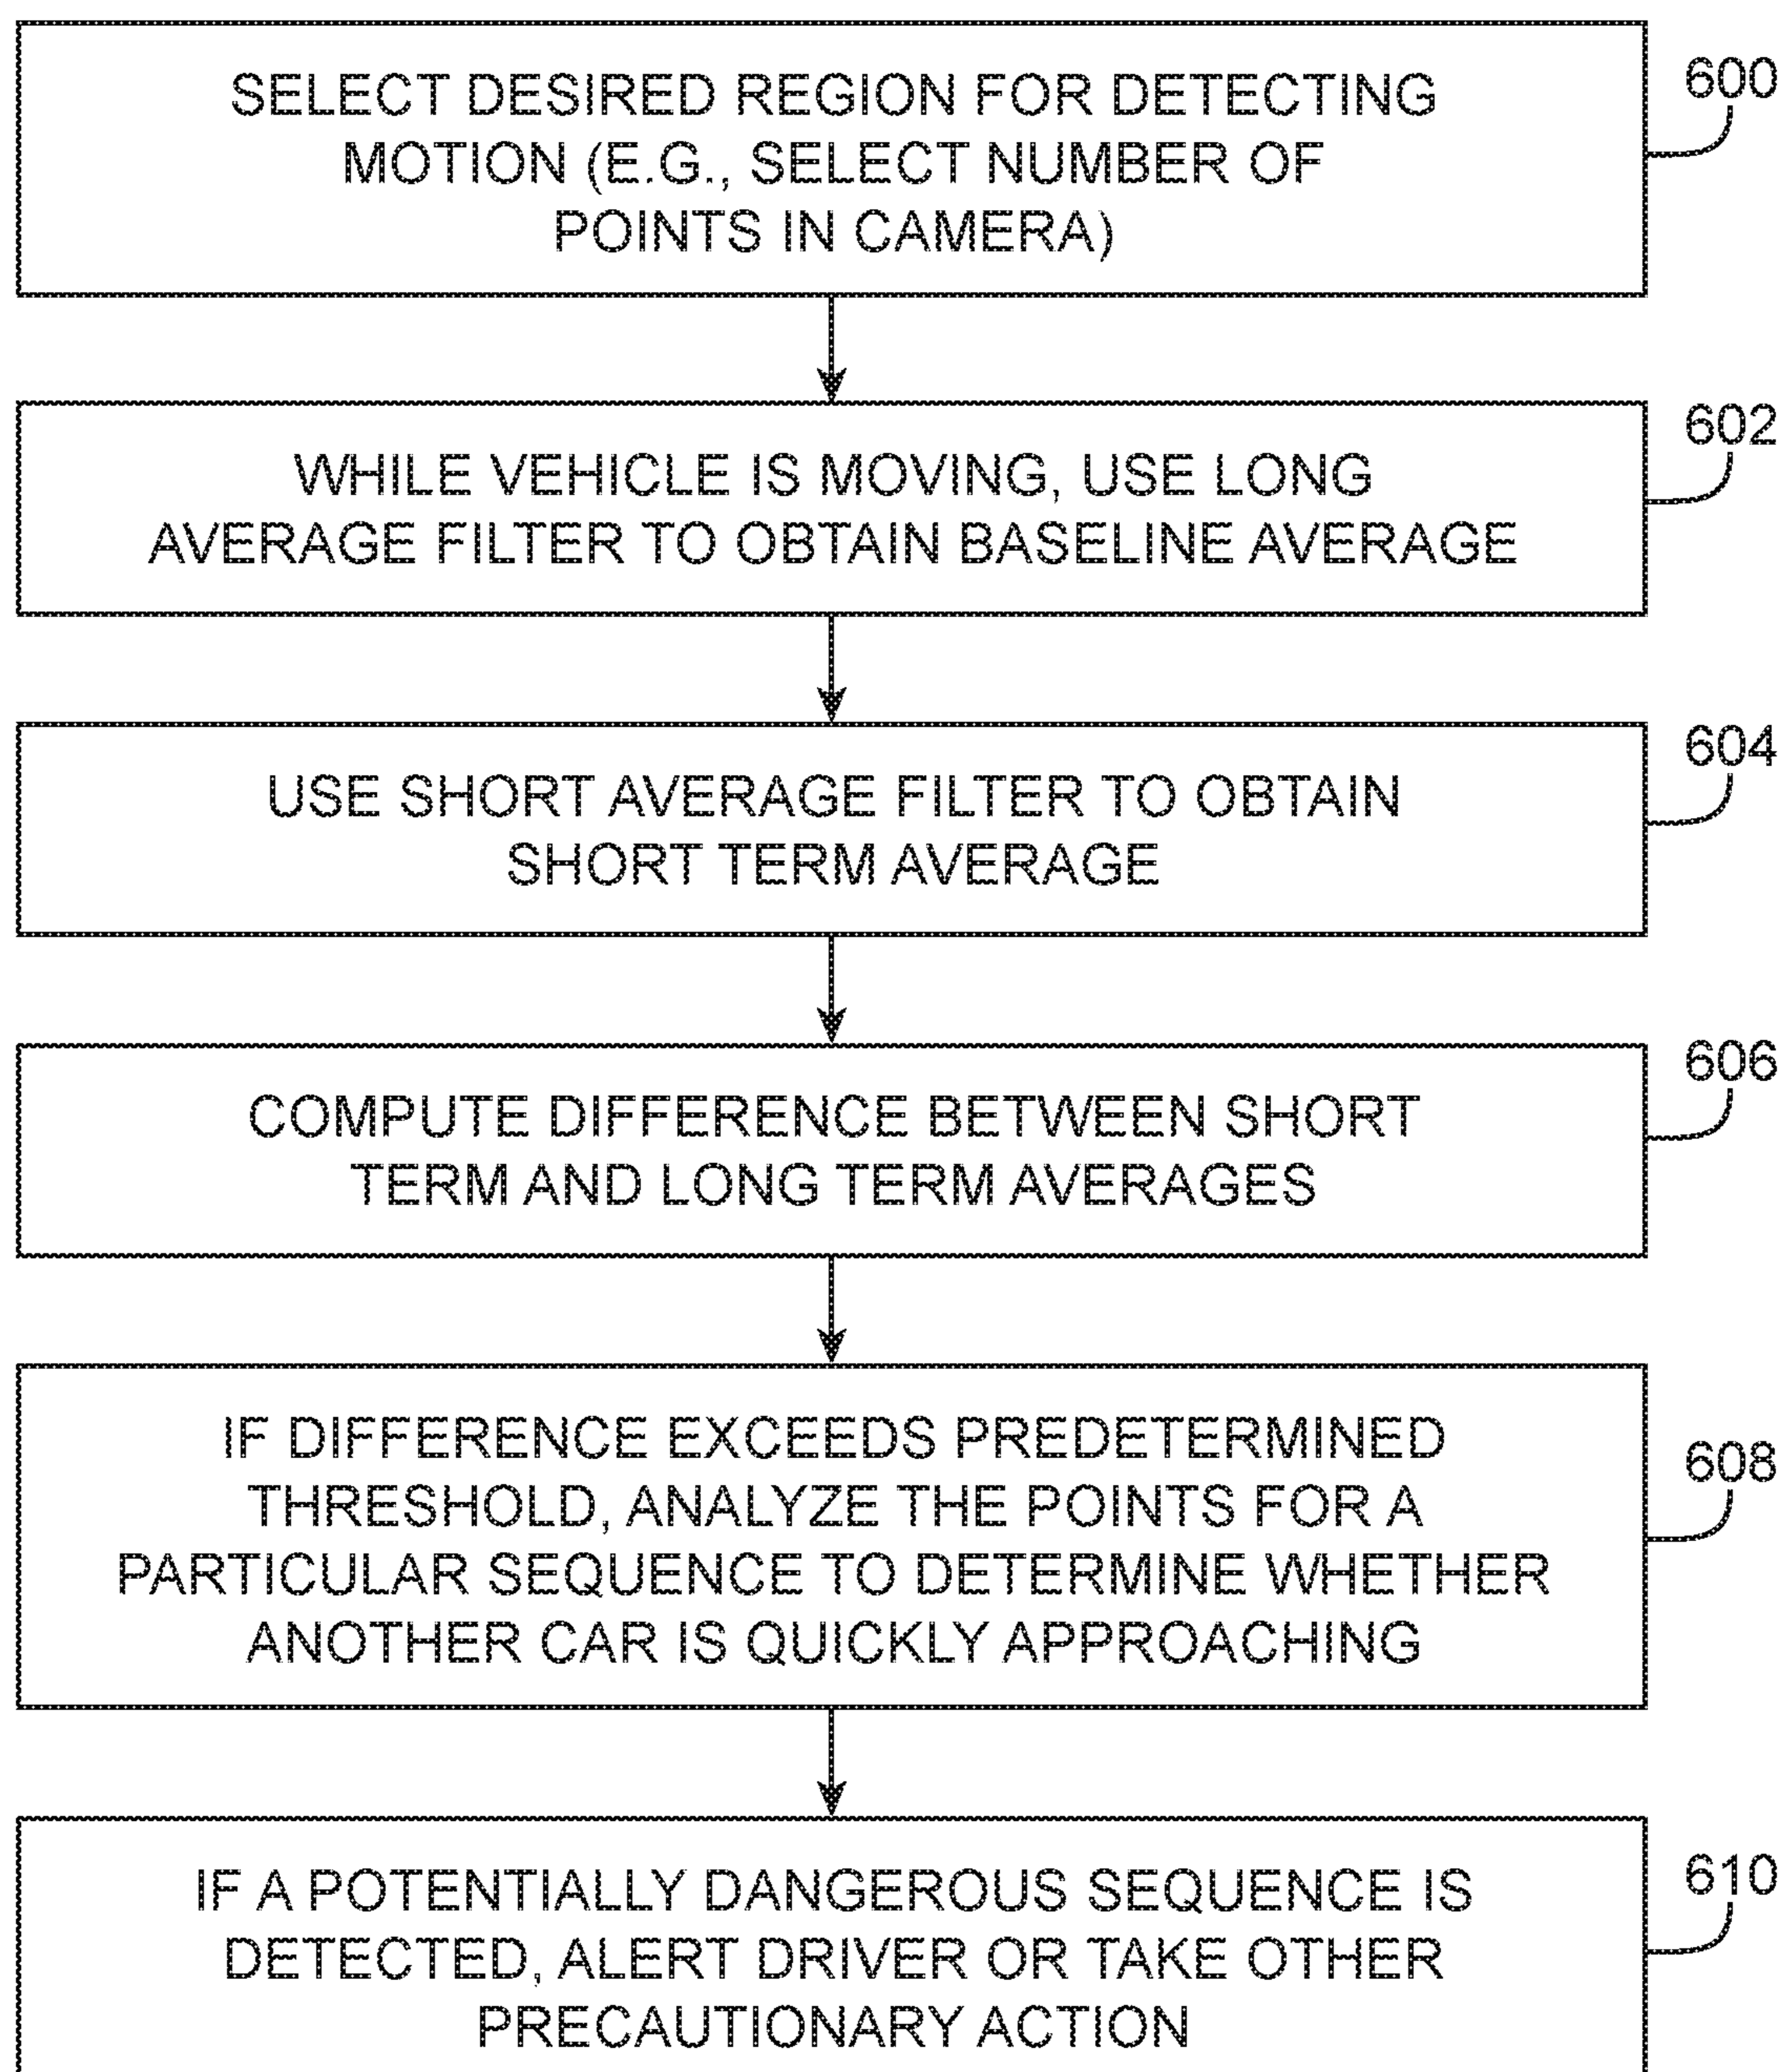 SELECT DESIRED REGION FOR DETECTING
MOTION (E.G., SELECT NUMBER OF
POINTS IN CAMERA)
600
WHILE VEHICLE IS MOVING, USE LONG
AVERAGE FILTER TO OBTAIN BASELINE AVERAGE
602
USE SHORT AVERAGE FILTER TO OBTAIN
SHORT TERM AVERAGE
604
COMPUTE DIFFERENCE BETWEEN SHORT
TERM AND LONG TERM AVERAGES
606
IF DIFFERENCE EXCEEDS PREDETERMINED
THRESHOLD, ANALYZE THE POINTS FOR A
PARTICULAR SEQUENCE TO DETERMINE WHETHER
ANOTHER CAR IS QUICKLY APPROACHING
608
IF A POTENTIALLY DANGEROUS SEQUENCE IS
DETECTED, ALERT DRIVER OR TAKE OTHER
PRECAUTIONARY ACTION
610